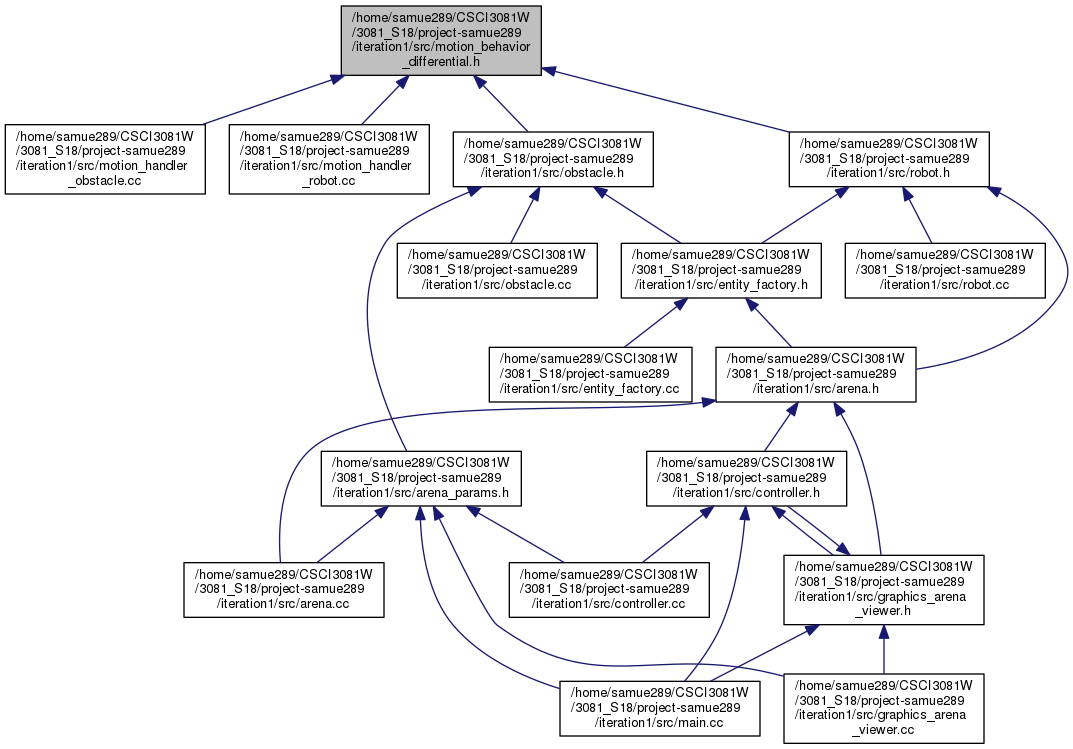 /home/samue289/CSCI3081W
/3081_S18/project-samue289
/iteration1/src/motion_behavior
_differential.h
/home/samue289/CSCI3081W
/3081_S18/project-samue289
/iteration1/src/motion_handler
_obstacle.cc
/home/samue289/CSCI3081W
/3081_S18/project-samue289
/iteration1/src/motion_handler
_robot.cc
/home/samue289/CSCI3081W
/3081_S18/project-samue289
/iteration1/src/obstacle.h
/home/samue289/CSCI3081W
/3081_S18/project-samue289
/iteration1/src/robot.h
/home/samue289/CSCI3081W
/3081_S18/project-samue289
/iteration1/src/obstacle.cc
/home/samue289/CSCI3081W
/3081_S18/project-samue289
/iteration1/src/entity_factory.h
/home/samue289/CSCI3081W
/3081_S18/project-samue289
/iteration1/src/robot.cc
/home/samue289/CSCI3081W
/3081_S18/project-samue289
/iteration1/src/entity_factory.cc
/home/samue289/CSCI3081W
/3081_S18/project-samue289
/iteration1/src/arena.h
/home/samue289/CSCI3081W
/3081_S18/project-samue289
/iteration1/src/arena_params.h
/home/samue289/CSCI3081W
/3081_S18/project-samue289
/iteration1/src/controller.h
/home/samue289/CSCI3081W
/3081_S18/project-samue289
/iteration1/src/arena.cc
/home/samue289/CSCI3081W
/3081_S18/project-samue289
/iteration1/src/controller.cc
/home/samue289/CSCI3081W
/3081_S18/project-samue289
/iteration1/src/graphics_arena
_viewer.h
/home/samue289/CSCI3081W
/3081_S18/project-samue289
/iteration1/src/main.cc
/home/samue289/CSCI3081W
/3081_S18/project-samue289
/iteration1/src/graphics_arena
_viewer.cc